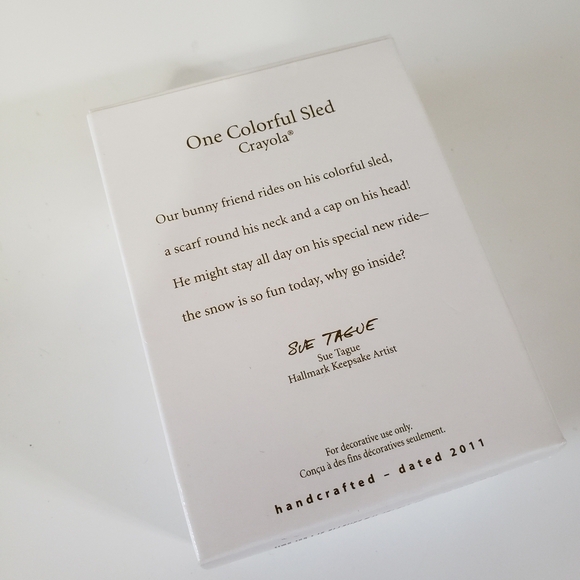 One Colorful Sled
Crayola®
Our bunny friend rides on his colorful sled,
a scarf round his neck and a cap on his head!
He might stay all day on his special new ride—
the snow is so fun today, why go inside?
SUE TAGUE
Sue Tague
Hallmark Keepsake Artist
For decorative use only.
Conçu à des fins décoratives seulement.
handcrafted – dated 2011